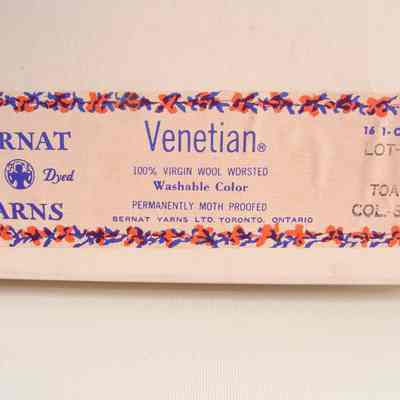 RNAT
Dyed
ARNS
Venetian®
100% VIRGIN WOOL WORSTED
Washable Color
PERMANENTLY MOTH PROOFED
BERNAT YARNS LTD. TORONTO, ONTARIO
16 1-O
LOT-
TOA
COL.-S